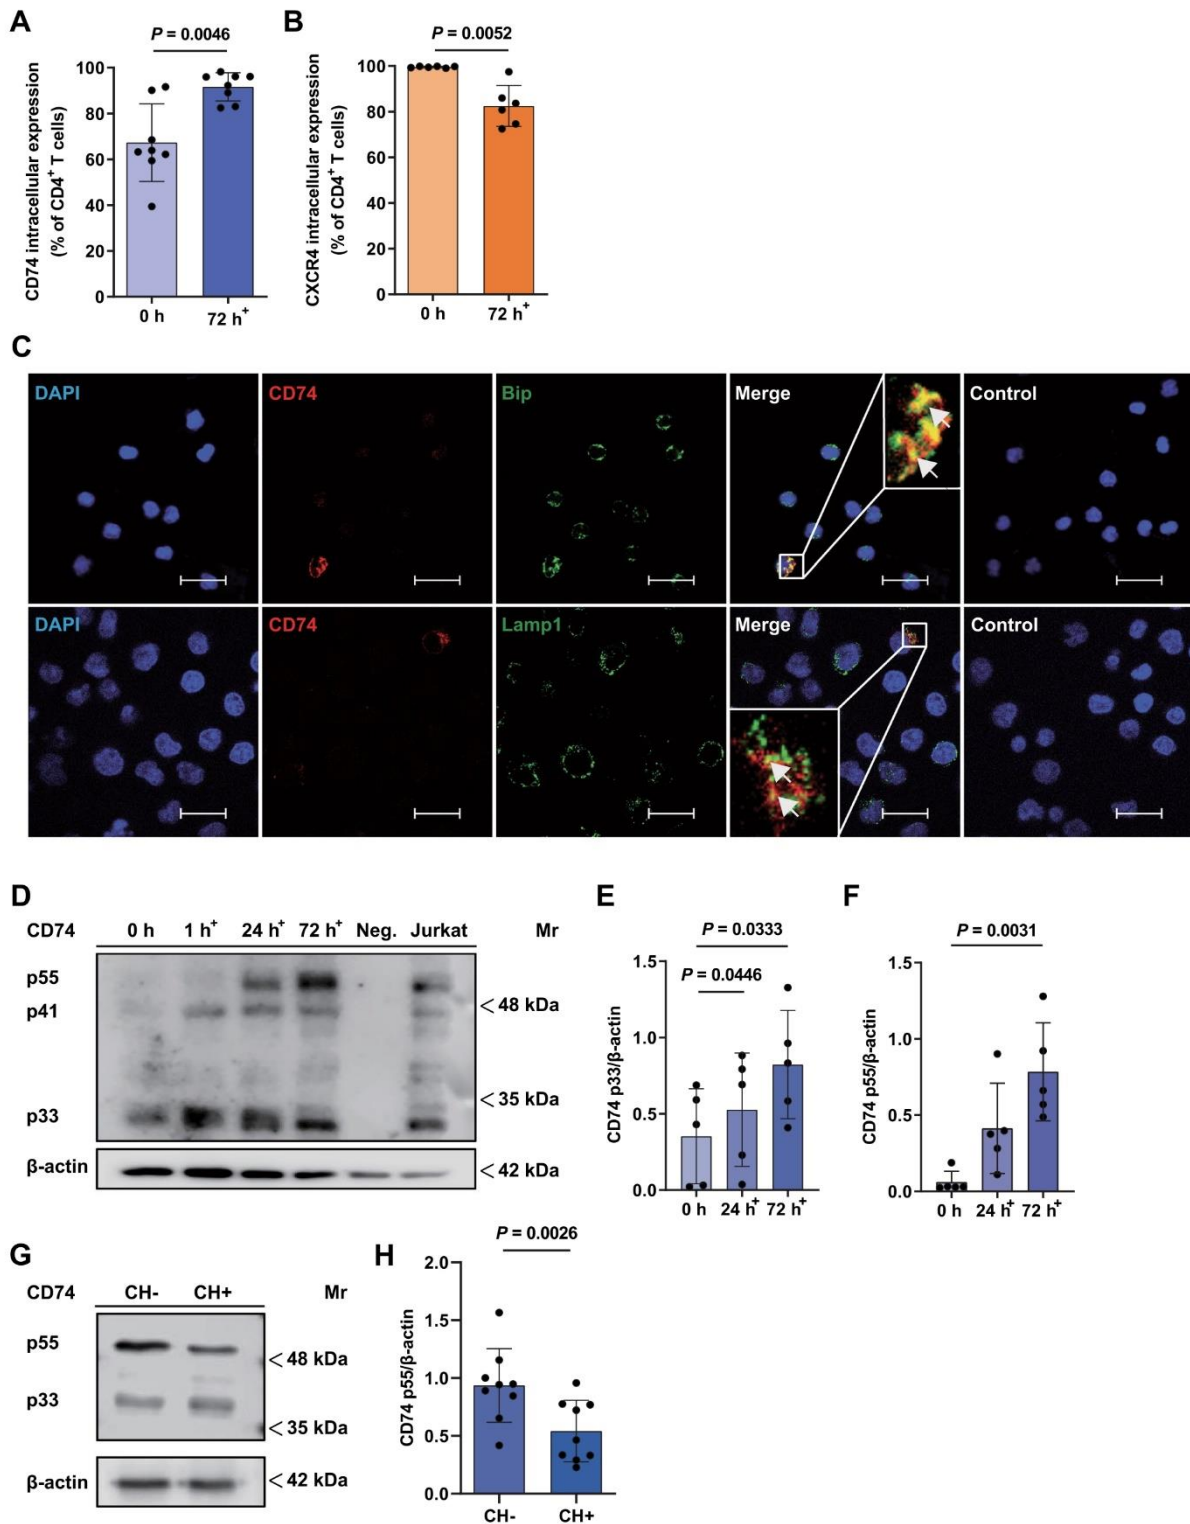 A
P = 0.0046
CD74 intracellular expression
(% of CD4+ T cells)
100
80
60
40
20
0
0 h
72 h+
B
P = 0.0052
CXCR4 intracellular expression
(% of CD4+ T cells)
100
80
60
40
20
0
0 h
72 h+
C
DAPI
CD74
Bip
Merge
Control
DAPI
CD74
Lamp1
Merge
Control
D
CD74 0 h 1 h+ 24 h+ 72 h+ Neg. Jurkat Mr
p55
<48 kDa
p41
<35 kDa
p33
β-actin
<42 kDa
E
P = 0.0333
P = 0.0446
CD74 p33/β-actin
1.5
1.0
0.5
0.0
0 h
24 h+
72 h+
F
P = 0.0031
CD74 p55/β-actin
1.5
1.0
0.5
0.0
0 h
24 h+
72 h+
G
CD74 CH- CH+ Mr
p55
<48 kDa
p33
<35 kDa
β-actin
<42 kDa
H
P = 0.0026
CD74 p55/β-actin
2.0
1.5
1.0
0.5
0.0
CH-
CH+